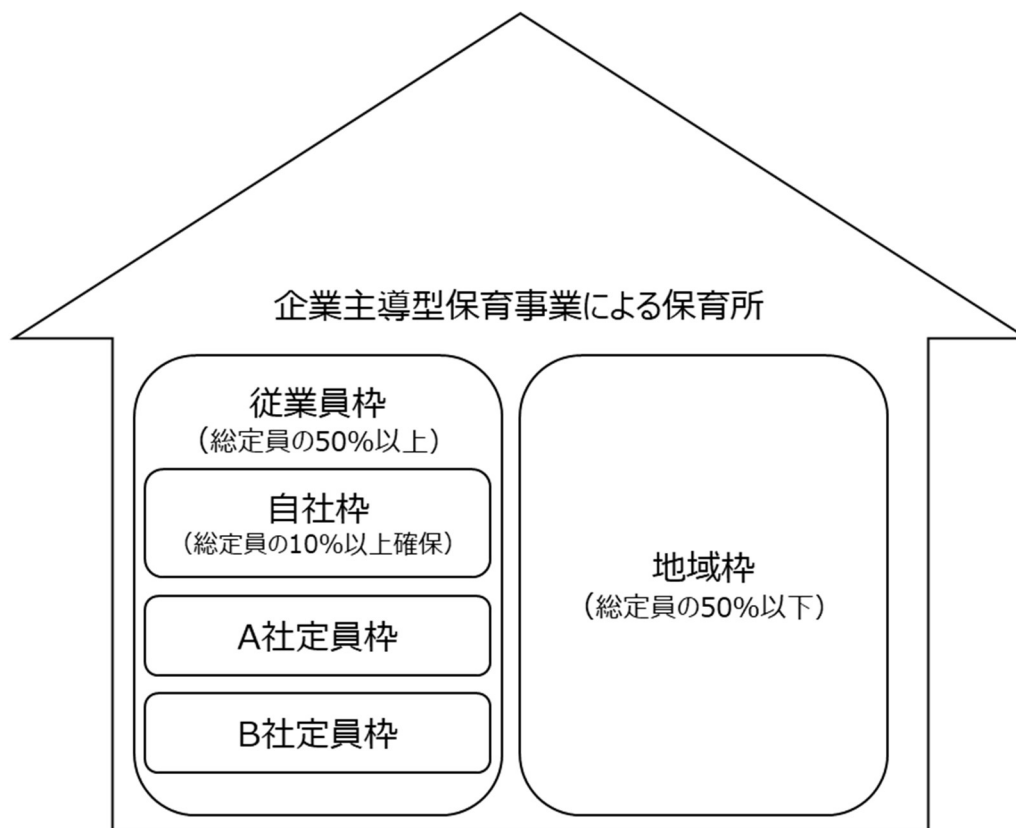 企業主導型保育事業による保育所
従業員枠
（総定員の50%以上）
自社枠
（総定員の10%以上確保）
A社定員枠
B社定員枠
地域枠
（総定員の50%以下）